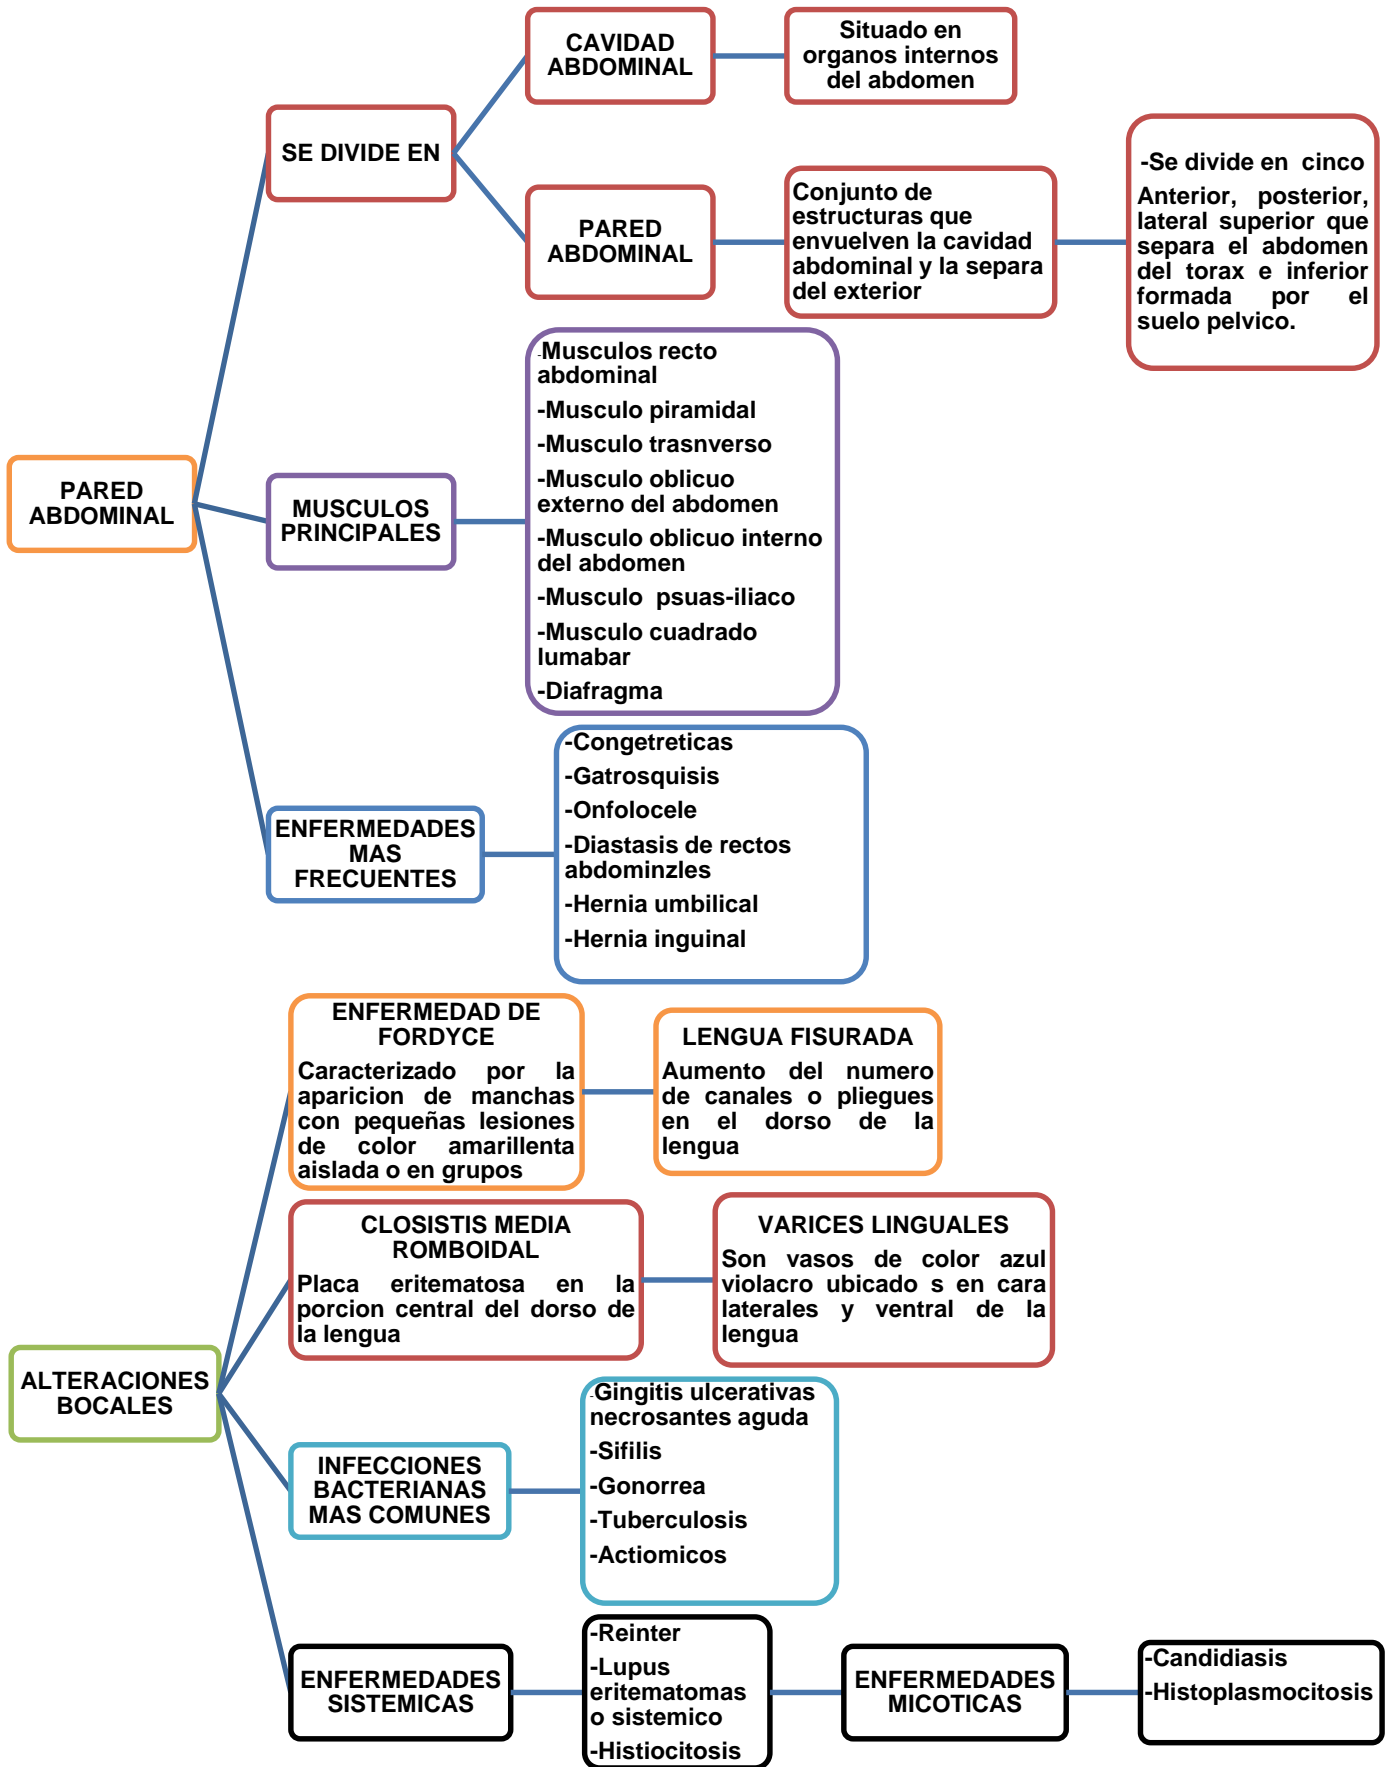 CAVIDAD
ABDOMINAL
Situado en
organos internos
del abdomen
SE DIVIDE EN
PARED
ABDOMINAL
Conjunto de
estructuras que
envuelven la cavidad
abdominal y la separa
del exterior
-Se divide en cinco
Anterior, posterior,
lateral superior que
separa el abdomen
del torax e inferior
formada por el
suelo pelvico.
PARED
ABDOMINAL
MUSCULOS
PRINCIPALES
-Musculos recto
abdominal
-Musculo piramidal
-Musculo trasnverso
-Musculo oblicuo
externo del abdomen
-Musculo oblicuo interno
del abdomen
-Musculo psuas-iliaco
-Musculo cuadrado
lumabar
-Diafragma
ENFERMEDADES
MAS
FRECUENTES
-Congetreticas
-Gatrosquisis
-Onfolocele
-Diastasis de rectos
abdominzles
-Hernia umbilical
-Hernia inguinal
ALTERACIONES
BOCALES
ENFERMEDAD DE
FORDYCE
Caracterizado por la
aparicion de manchas
con pequeñas lesiones
de color amarillenta
aislada o en grupos
LENGUA FISURADA
Aumento del numero
de canales o pliegues
en el dorso de la
lengua
CLOSISTIS MEDIA
ROMBOIDAL
Placa eritematosa en la
porcion central del dorso de
la lengua
VARICES LINGUALES
Son vasos de color azul
violacro ubicado s en cara
laterales y ventral de la
lengua
INFECCIONES
BACTERIANAS
MAS COMUNES
-Gingitis ulcerativas
necrosantes aguda
-Sifilis
-Gonorrea
-Tuberculosis
-Actiomicos
ENFERMEDADES
SISTEMICAS
-Reinter
-Lupus
eritematomas
o sistemico
-Histiocitosis
ENFERMEDADES
MICOTICAS
-Candidiasis
-Histoplasmocitosis